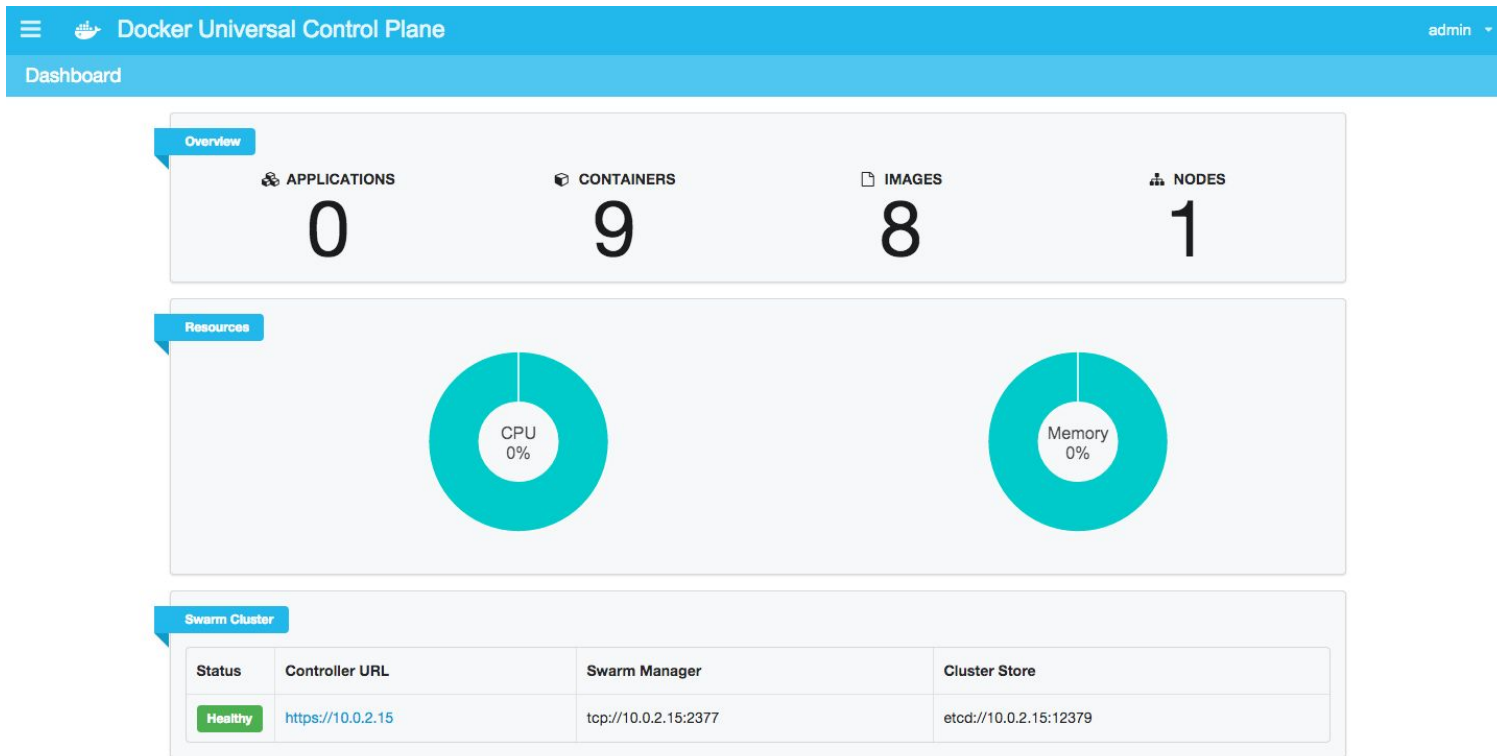 Docker Universal Control Plane
admin
Dashboard
Overview
APPLICATIONS
CONTAINERS
IMAGES
NODES
0
9
8
1
Resources
CPU
0%
Memory
0%
Swarm Cluster
Status
Controller URL
Swarm Manager
Cluster Store
Healthy
https://10.0.2.15
tcp://10.0.2.15:2377
etcd://10.0.2.15:12379